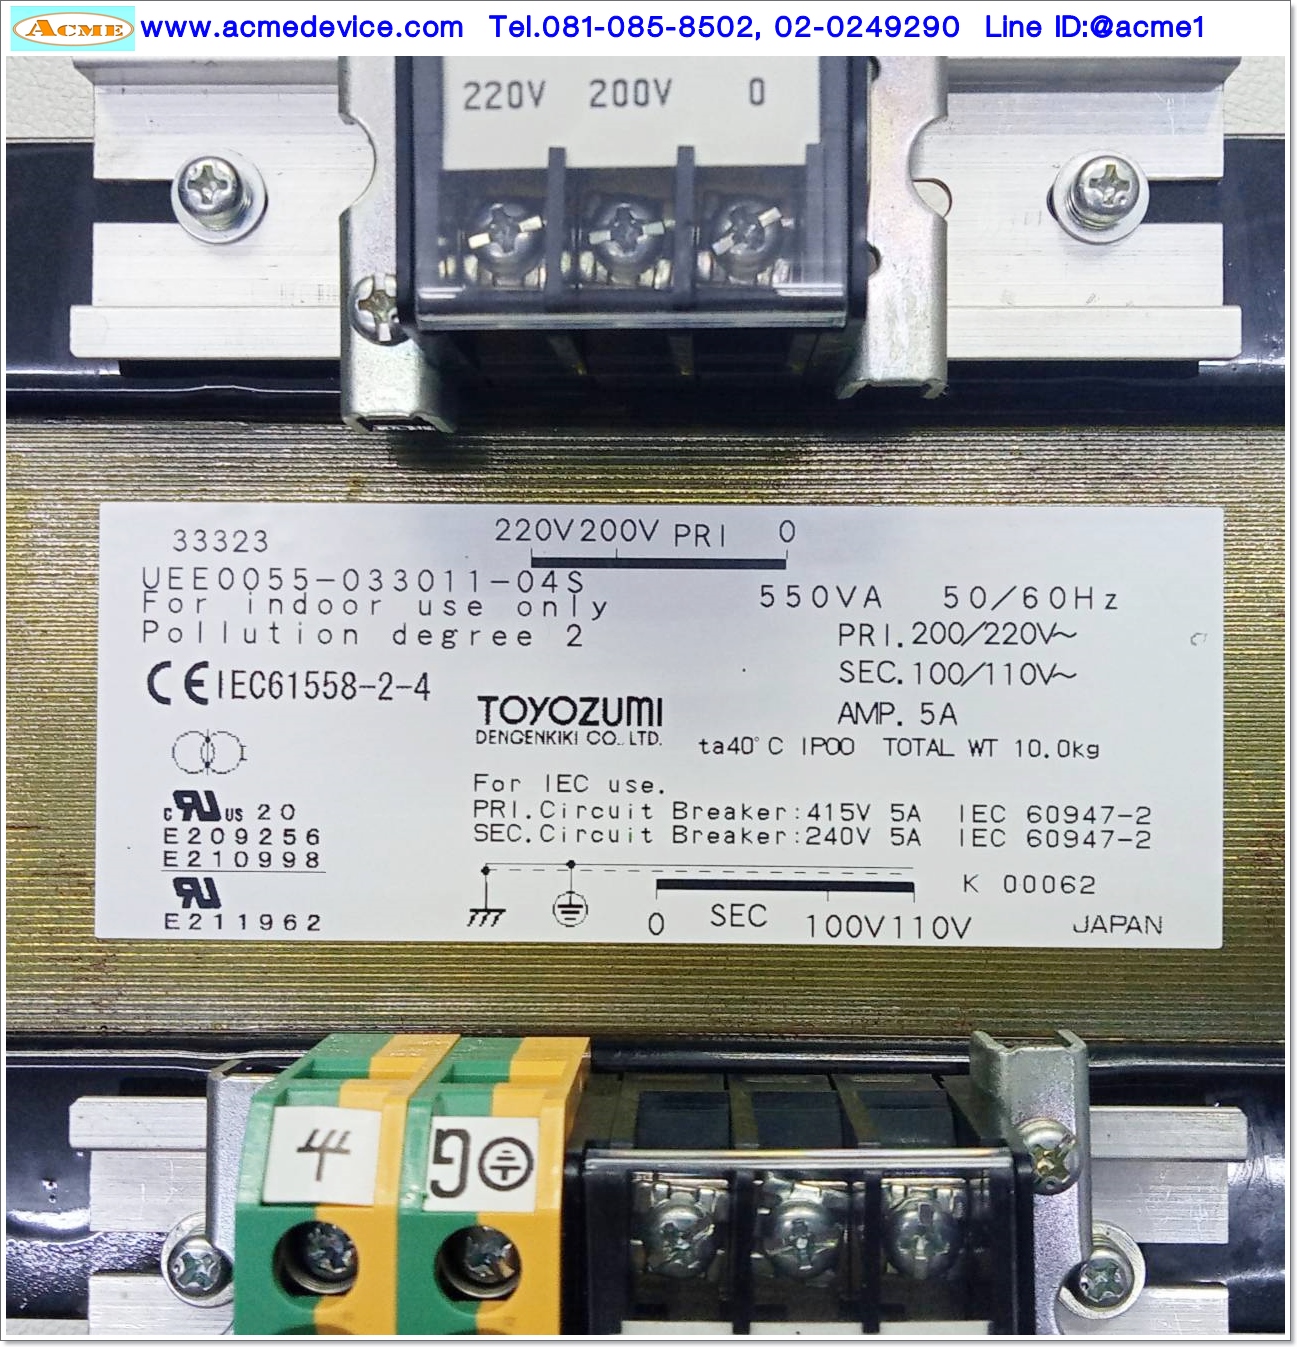 ACME www.acmedevice.com Tel.081-085-8502, 02-0249290 Line ID:@acme1
220V 200V 0
33323
220V 200V PRI 0
UEE0055-033011-04S
For indoor use only
Pollution degree 2
550VA 50/60Hz
PRI. 200/220V~
SEC. 100/110V~
AMP. 5A
CE IEC61558-2-4
TOYOZUMI
DENGENKIKI CO., LTD.
ta40°C IP00 TOTAL WT 10.0kg
For IEC use.
PRI. Circuit Breaker:415V 5A IEC 60947-2
SEC. Circuit Breaker:240V 5A IEC 60947-2
c RU US 20
E209256
E210998
RU
E211962
K 00062
0 SEC 100V 110V
JAPAN
g